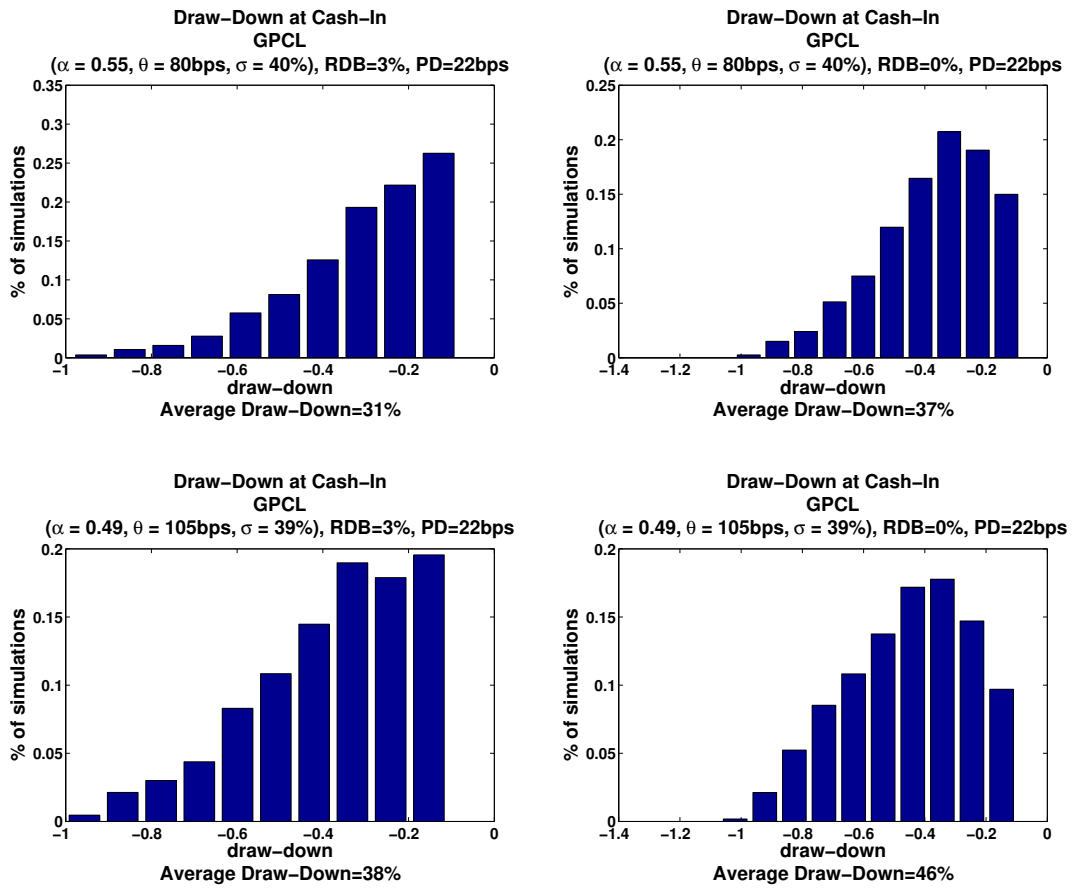 Draw−Down at Cash−In
GPCL
(α = 0.55, θ = 80bps, σ = 40%), RDB=3%, PD=22bps
0.35
0.3
0.25
0.2
0.15
0.1
0.05
0
% of simulations
−1 −0.8 −0.6 −0.4 −0.2 0
draw−down
Average Draw−Down=31%
Draw−Down at Cash−In
GPCL
(α = 0.55, θ = 80bps, σ = 40%), RDB=0%, PD=22bps
0.25
0.2
0.15
0.1
0.05
0
% of simulations
−1.4 −1.2 −1 −0.8 −0.6 −0.4 −0.2 0
draw−down
Average Draw−Down=37%
Draw−Down at Cash−In
GPCL
(α = 0.49, θ = 105bps, σ = 39%), RDB=3%, PD=22bps
0.2
0.15
0.1
0.05
0
% of simulations
−1 −0.8 −0.6 −0.4 −0.2 0
draw−down
Average Draw−Down=38%
Draw−Down at Cash−In
GPCL
(α = 0.49, θ = 105bps, σ = 39%), RDB=0%, PD=22bps
0.2
0.15
0.1
0.05
0
% of simulations
−1.4 −1.2 −1 −0.8 −0.6 −0.4 −0.2 0
draw−down
Average Draw−Down=46%